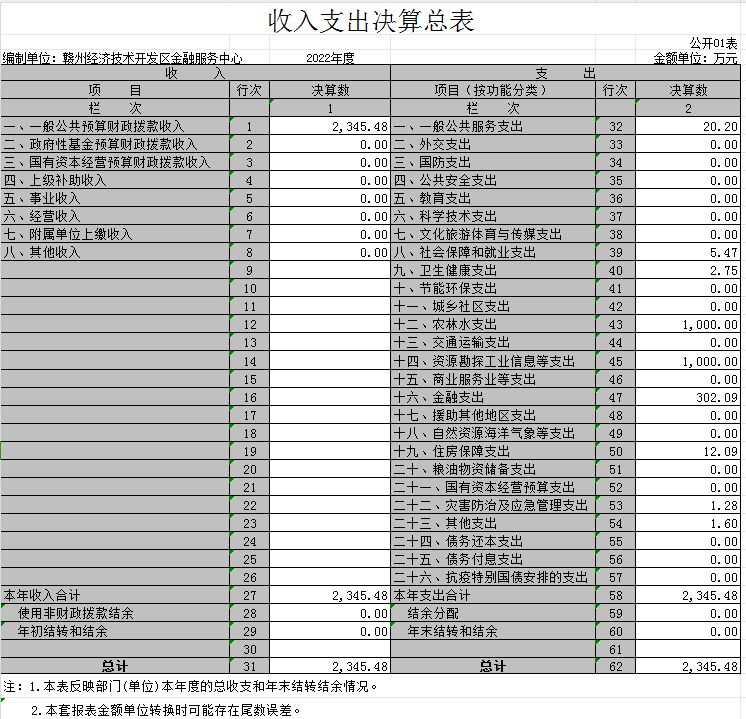 收入支出决算总表
公开01表
编制单位：赣州经济技术开发区金融服务中心 2022年度 金额单位：万元
收 入 支 出
项 目 行次 决算数 项目（按功能分类） 行次 决算数
栏 次 1 栏 次 2
一、一般公共预算财政拨款收入 1 2,345.48 一、一般公共服务支出 32 20.20
二、政府性基金预算财政拨款收入 2 0.00 二、外交支出 33 0.00
三、国有资本经营预算财政拨款收入 3 0.00 三、国防支出 34 0.00
四、上级补助收入 4 0.00 四、公共安全支出 35 0.00
五、事业收入 5 0.00 五、教育支出 36 0.00
六、经营收入 6 0.00 六、科学技术支出 37 0.00
七、附属单位上缴收入 7 0.00 七、文化旅游体育与传媒支出 38 0.00
八、其他收入 8 0.00 八、社会保障和就业支出 39 5.47
9 九、卫生健康支出 40 2.75
10 十、节能环保支出 41 0.00
11 十一、城乡社区支出 42 0.00
12 十二、农林水支出 43 1,000.00
13 十三、交通运输支出 44 0.00
14 十四、资源勘探工业信息等支出 45 1,000.00
15 十五、商业服务业等支出 46 0.00
16 十六、金融支出 47 302.09
17 十七、援助其他地区支出 48 0.00
18 十八、自然资源海洋气象等支出 49 0.00
19 十九、住房保障支出 50 12.09
20 二十、粮油物资储备支出 51 0.00
21 二十一、国有资本经营预算支出 52 0.00
22 二十二、灾害防治及应急管理支出 53 1.28
23 二十三、其他支出 54 1.60
24 二十四、债务还本支出 55 0.00
25 二十五、债务付息支出 56 0.00
26 二十六、抗疫特别国债安排的支出 57 0.00
本年收入合计 27 2,345.48 本年支出合计 58 2,345.48
使用非财政拨款结余 28 0.00 结余分配 59 0.00
年初结转和结余 29 0.00 年末结转和结余 60 0.00
30 61
总计 31 2,345.48 总计 62 2,345.48
注：1.本表反映部门(单位)本年度的总收支和年末结转结余情况。
2.本套报表金额单位转换时可能存在尾数误差。